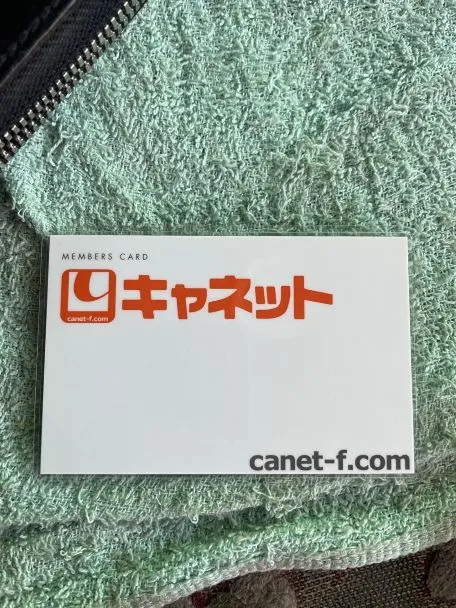 MEMBERS CARD
キャネット
canet-f.com
canet-f.com